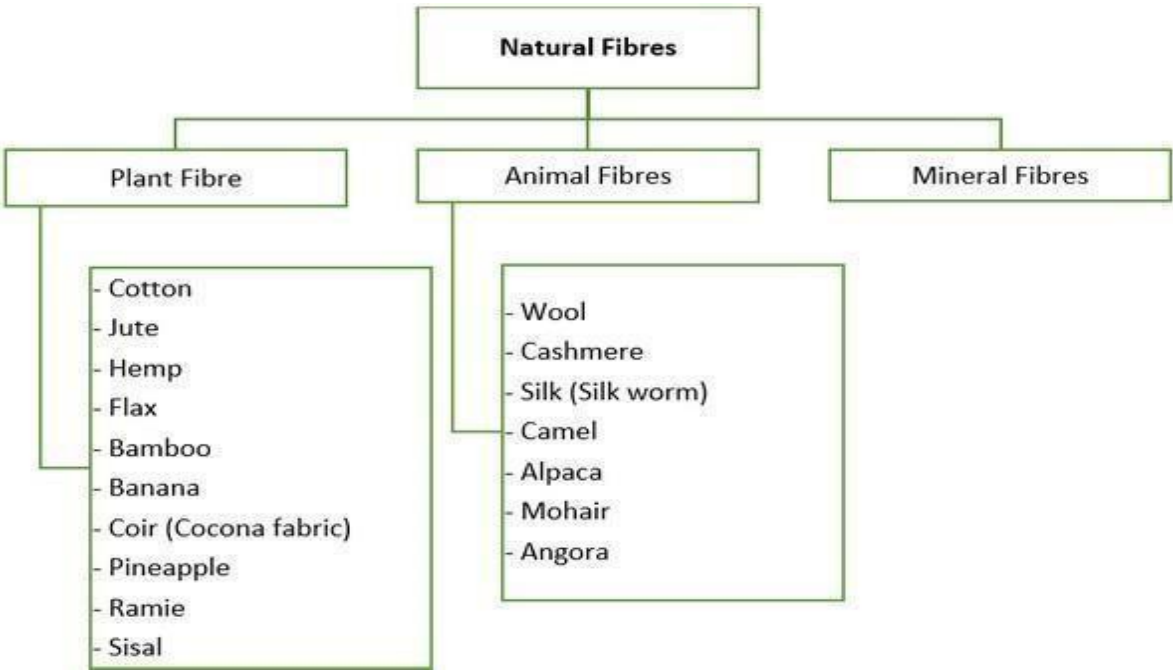 Natural Fibres
Plant Fibre
Animal Fibres
Mineral Fibres
- Cotton
- Jute
- Hemp
- Flax
- Bamboo
- Banana
- Coir (Cocona fabric)
- Pineapple
- Ramie
- Sisal
- Wool
- Cashmere
- Silk (Silk worm)
- Camel
- Alpaca
- Mohair
- Angora